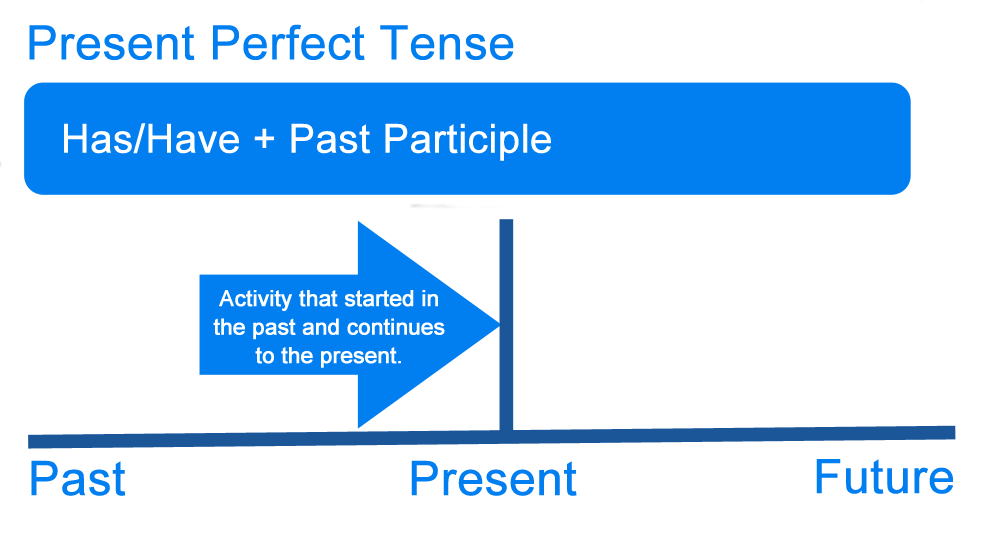 Present Perfect Tense
Has/Have + Past Participle
Activity that started in
the past and continues
to the present.
Past Present Future